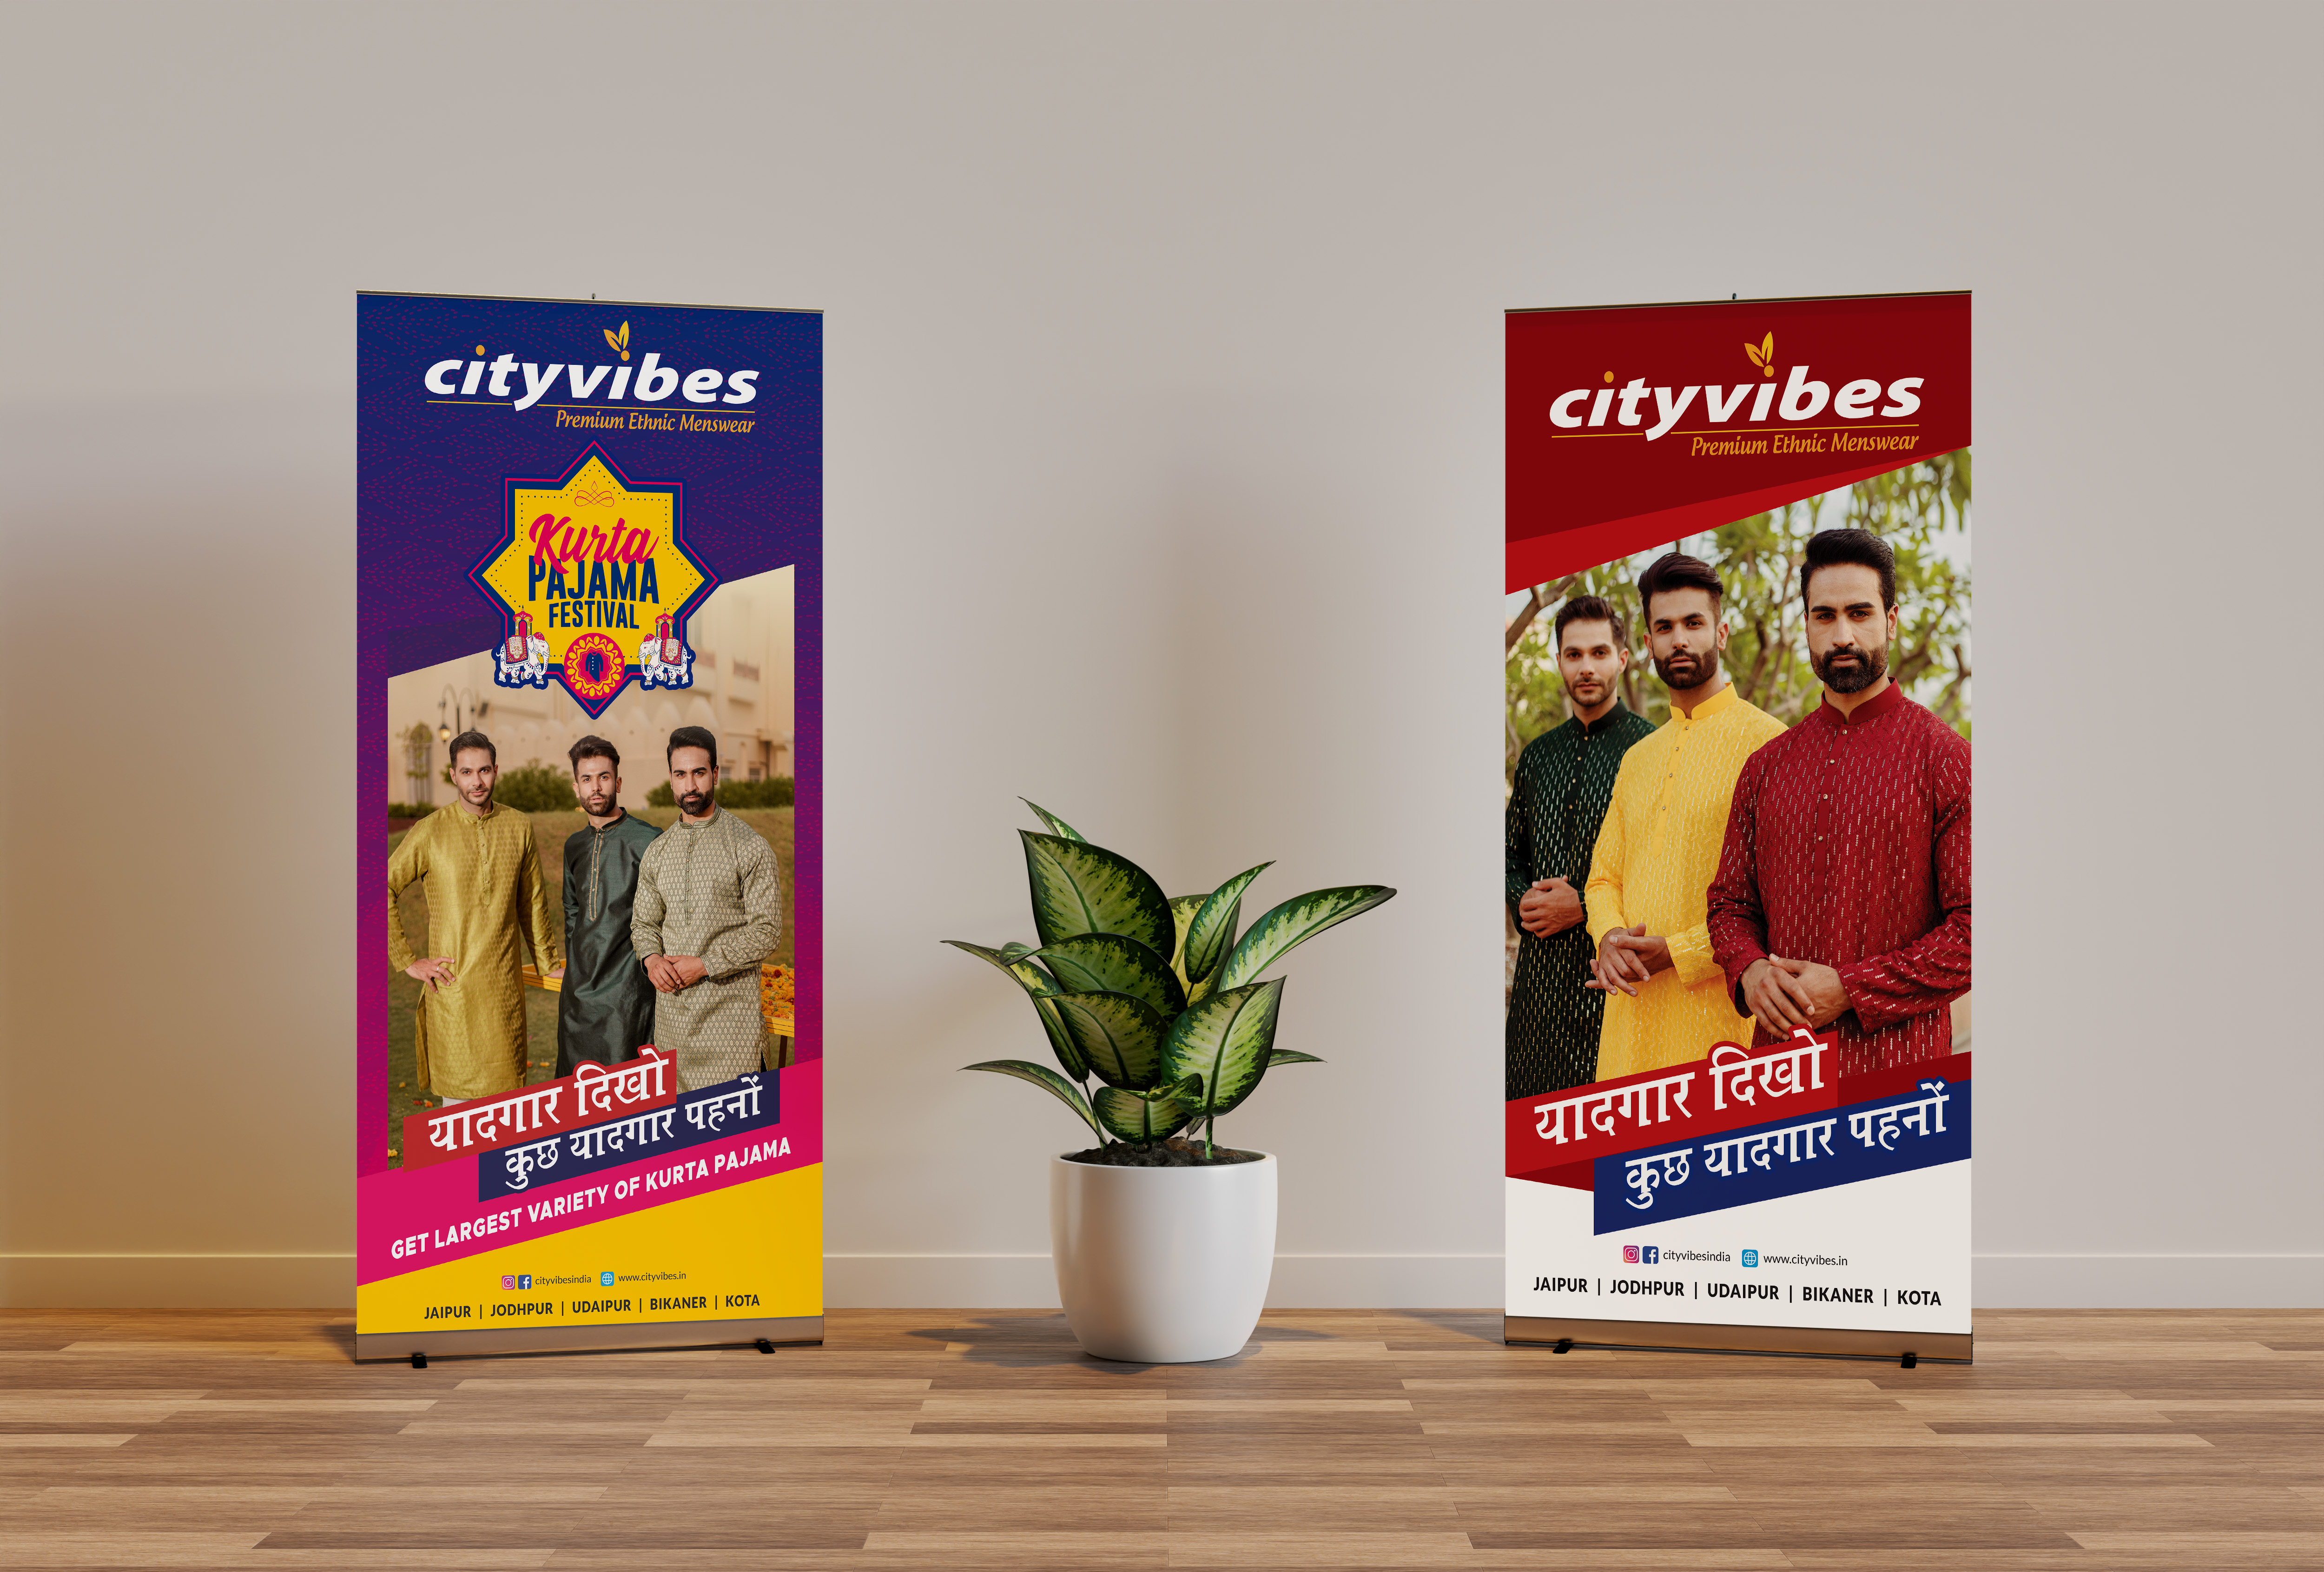 cityvibes
Premium Ethnic Menswear
Kurta
PAJAMA
FESTIVAL
यादगार दिखो
कुछ यादगार पहनों
GET LARGEST VARIETY OF KURTA PAJAMA
cityvibesindia www.cityvibes.in
JAIPUR | JODHPUR | UDAIPUR | BIKANER | KOTA
cityvibes
Premium Ethnic Menswear
यादगार दिखो
कुछ यादगार पहनों
cityvibesindia www.cityvibes.in
JAIPUR | JODHPUR | UDAIPUR | BIKANER | KOTA